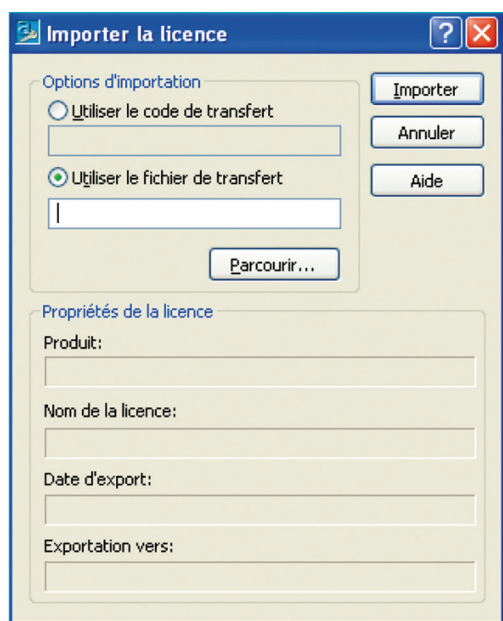 Importer la licence
Options d'importation
Utiliser le code de transfert
Utiliser le fichier de transfert
Parcourir...
Importer
Annuler
Aide
Propriétés de la licence
Produit:
Nom de la licence:
Date d'export:
Exportation vers: